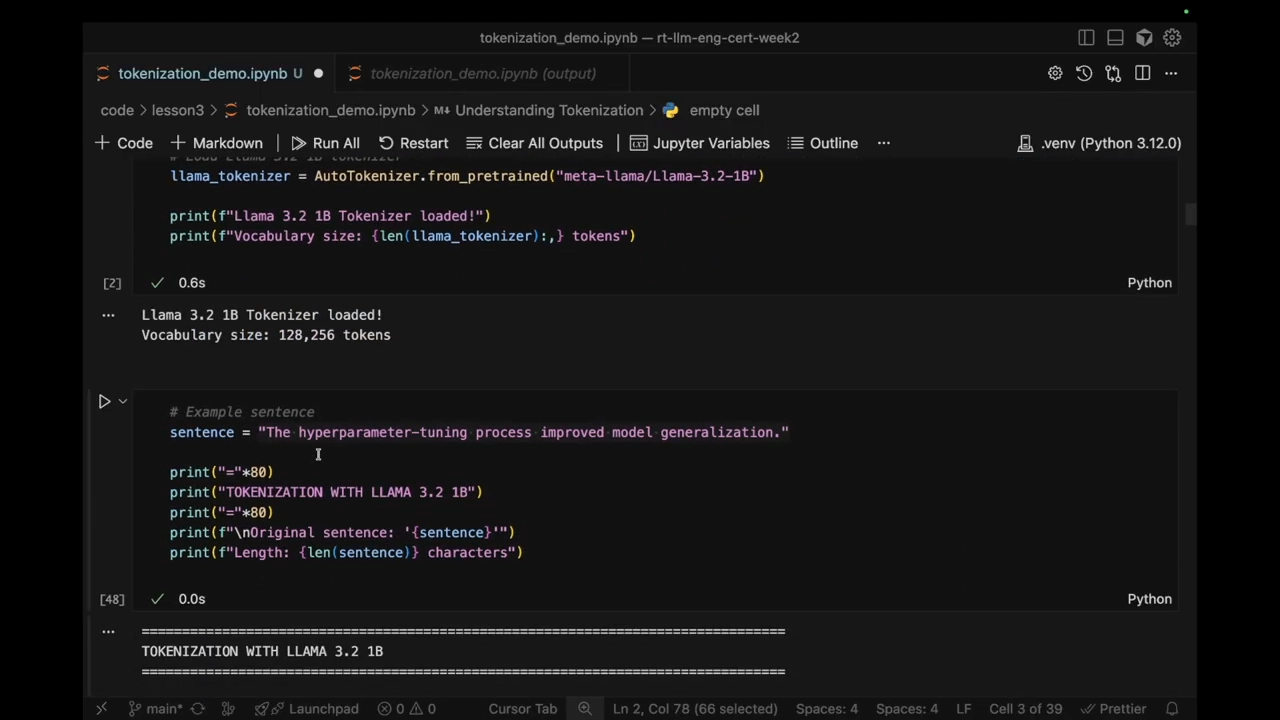 tokenization_demo.ipynb — rt-llm-eng-cert-week2
tokenization_demo.ipynb U
tokenization_demo.ipynb (output)
code > lesson3 > tokenization_demo.ipynb > M↓ Understanding Tokenization > empty cell
+ Code + Markdown Run All Restart Clear All Outputs Jupyter Variables Outline ... .venv (Python 3.12.0)
# Load Llama 3.2 1B tokenizer
llama_tokenizer = AutoTokenizer.from_pretrained("meta-llama/Llama-3.2-1B")
print(f"Llama 3.2 1B Tokenizer loaded!")
print(f"Vocabulary size: {len(llama_tokenizer):,} tokens")
[2] 0.6s Python
Llama 3.2 1B Tokenizer loaded!
Vocabulary size: 128,256 tokens
# Example sentence
sentence = "The hyperparameter-tuning process improved model generalization."
print("="*80)
print("TOKENIZATION WITH LLAMA 3.2 1B")
print("="*80)
print(f"\nOriginal sentence: '{sentence}'")
print(f"Length: {len(sentence)} characters")
[48] 0.0s Python
================================================================================
TOKENIZATION WITH LLAMA 3.2 1B
================================================================================
main* Launchpad 0 0 Cursor Tab Ln 2, Col 78 (66 selected) Spaces: 4 Spaces: 4 LF Cell 3 of 39 Prettier